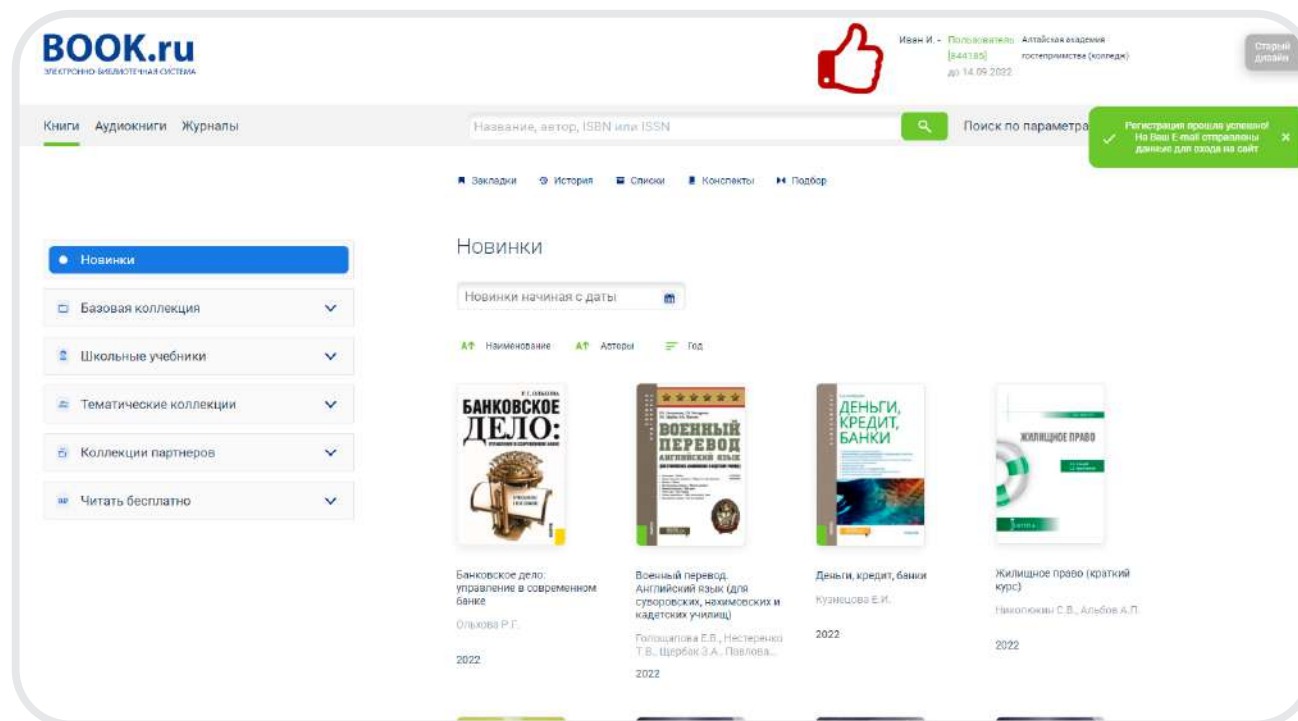 BOOK.ru
ЭЛЕКТРОННО-БИБЛИОТЕЧНАЯ СИСТЕМА
Иван И. - Пользователь [844185] до 14.09.2022
Алтайская академия гостеприимства (колледж)
Старый дизайн
Книги Аудиокниги Журналы
Название, автор, ISBN или ISSN
Поиск по параметра
Регистрация прошла успешно!
На Ваш E-mail отправлены
данные для входа на сайт
Закладки История Списки Конспекты Подбор
Новинки
Базовая коллекция
Школьные учебники
Тематические коллекции
Коллекции партнеров
Читать бесплатно
Новинки
Новинки начиная с даты
Наименование Авторы Год
Р.Г. ОЛЬХОВА
БАНКОВСКОЕ
ДЕЛО:
УЧЕБНОЕ
ПОСОБИЕ
ВОЕННЫЙ
ПЕРЕВОД
АНГЛИЙСКИЙ ЯЗЫК
ДЕНЬГИ,
КРЕДИТ,
БАНКИ
ЖИЛИЩНОЕ ПРАВО
Банковское дело:
управление в современном
банке
Ольхова Р.Г.
2022
Военный перевод.
Английский язык (для
суворовских, нахимовских и
кадетских училищ)
Голощапова Е.В., Нестеренко
Т.В., Щербак З.А., Павлова...
2022
Деньги, кредит, банки
Кузнецова Е.И.
2022
Жилищное право (краткий
курс)
Николюкин С.В., Альбов А.П.
2022